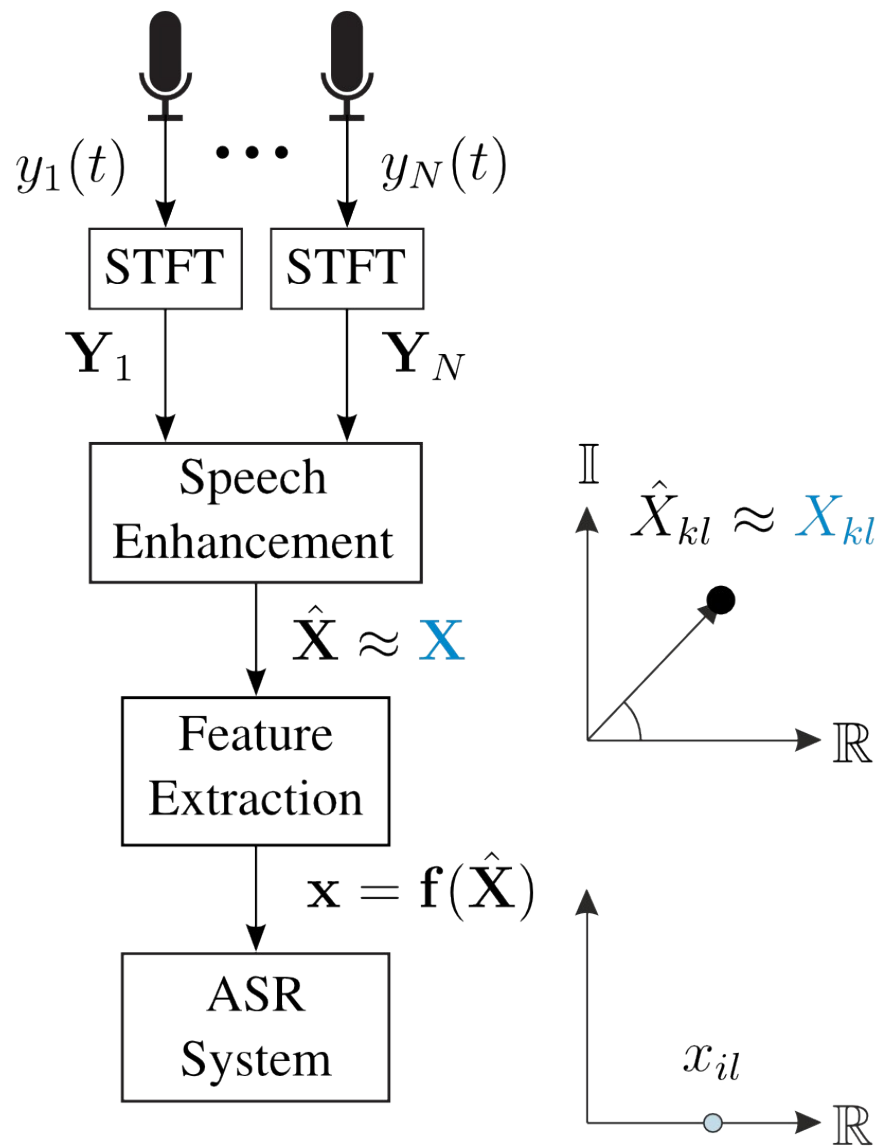 y₁(t) ••• y_N(t)
STFT STFT
𝐘₁ 𝐘_N
Speech
Enhancement
𝕀
X̂_kl ≈ X_kl
𝐗̂ ≈ 𝐗
Feature
Extraction
ℝ
𝐱 = 𝐟(𝐗̂)
ASR
System
x_il
ℝ